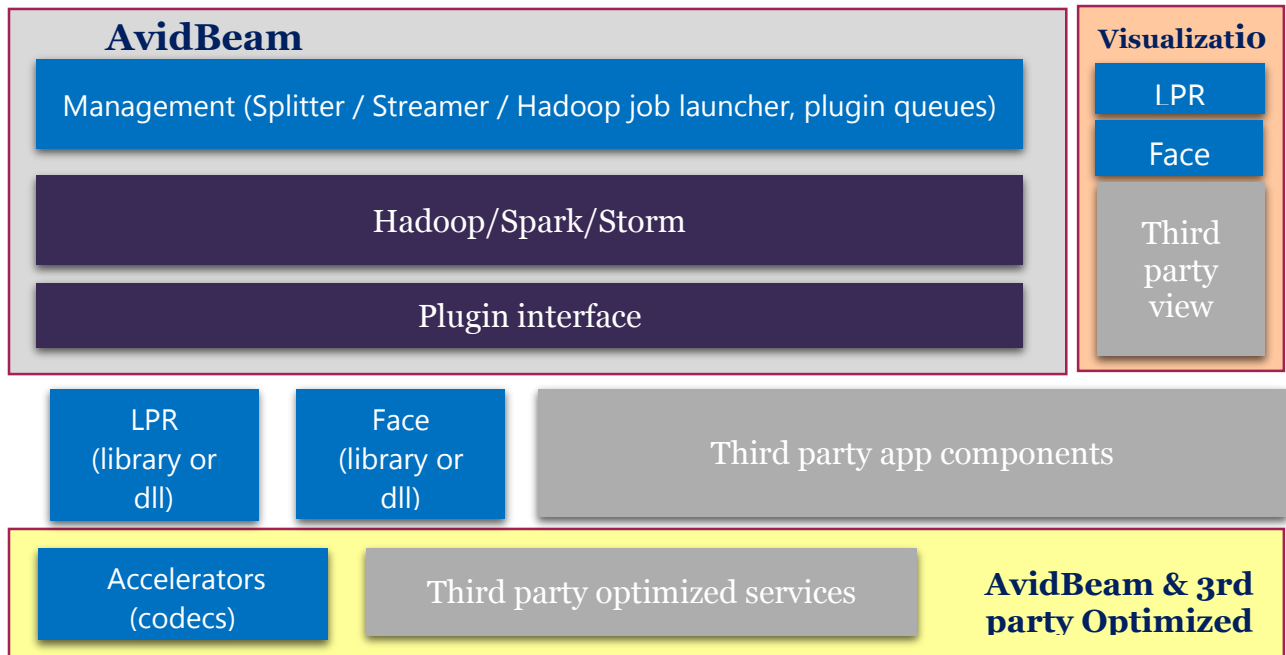 AvidBeam
Management (Splitter / Streamer / Hadoop job launcher, plugin queues)
Hadoop/Spark/Storm
Plugin interface
Visualizatio
LPR
Face
Third
party
view
LPR
(library or
dll)
Face
(library or
dll)
Third party app components
Accelerators
(codecs)
Third party optimized services
AvidBeam & 3rd
party Optimized